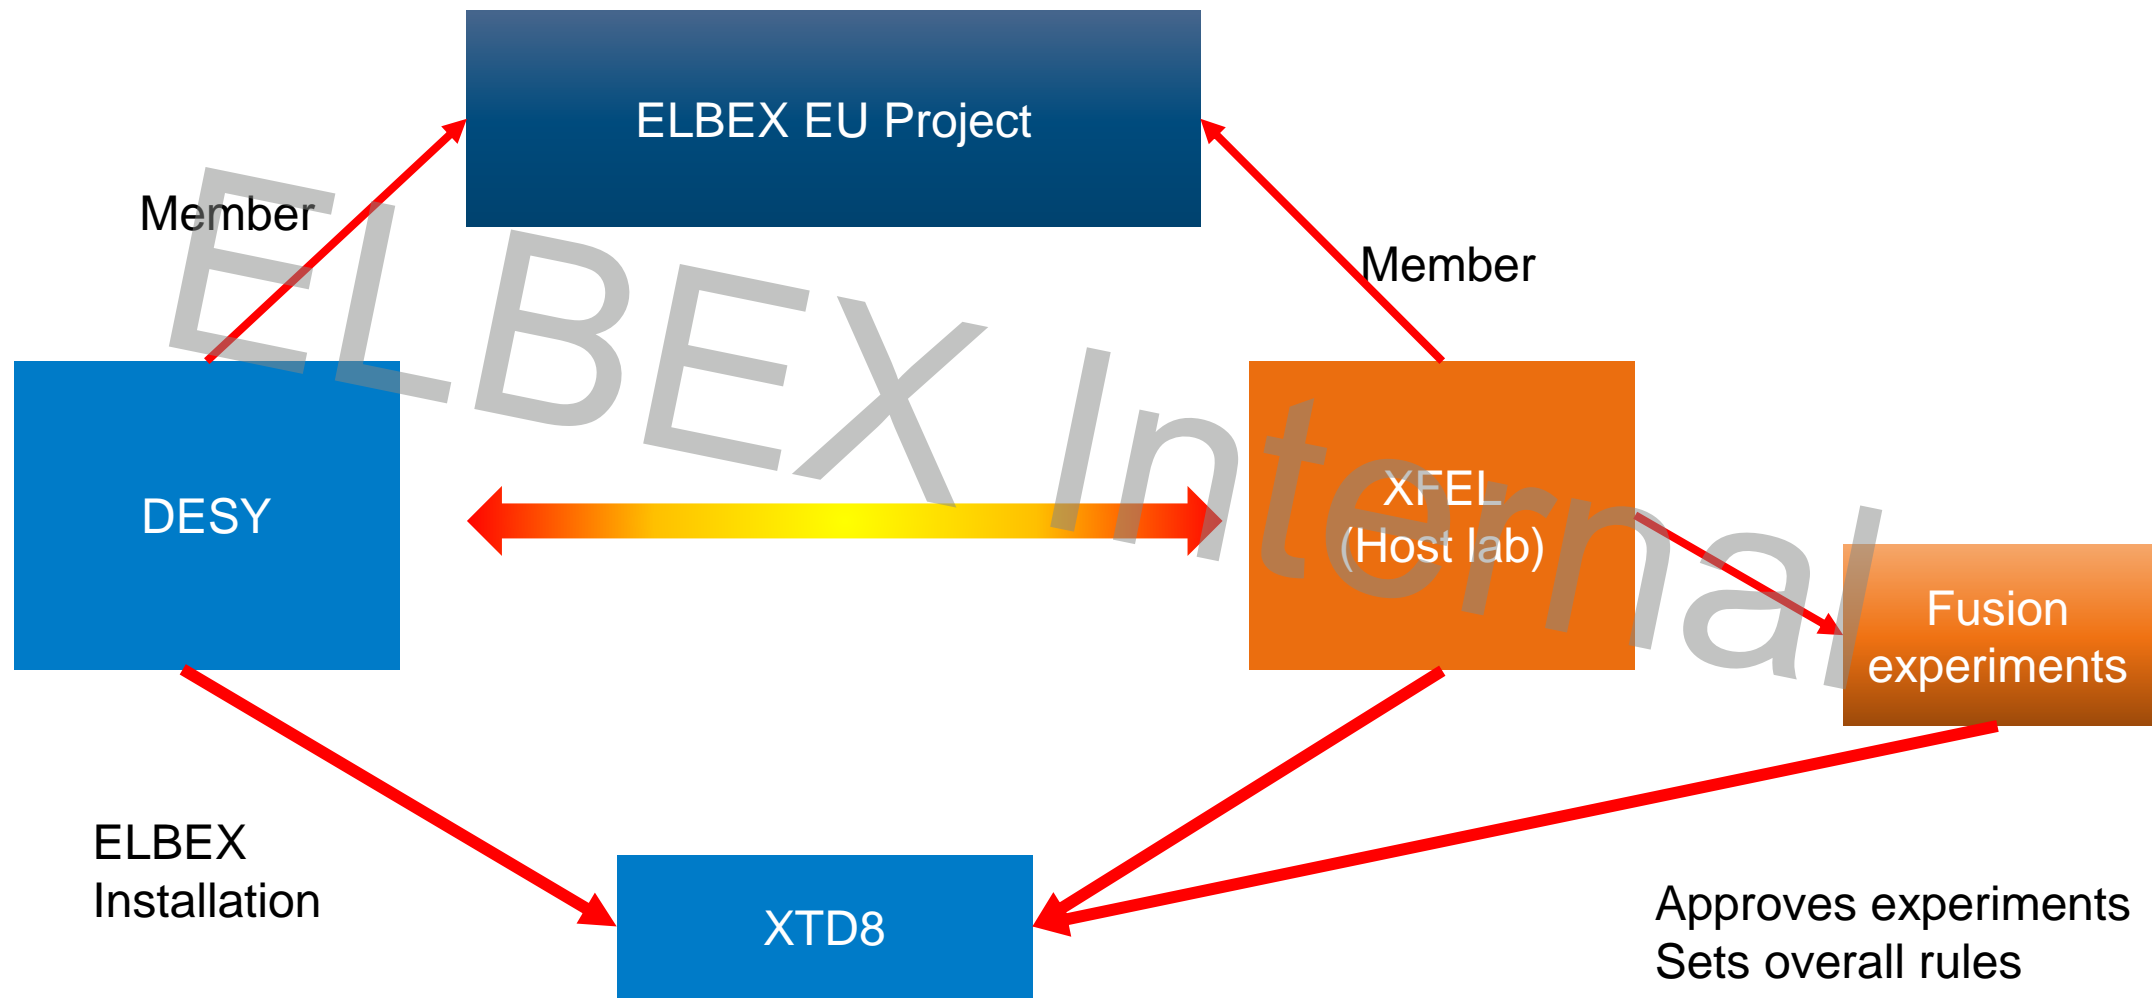 ELBEX EU Project
Member
Member
ELBEX Internal
DESY
XFEL
(Host lab)
Fusion
experiments
ELBEX
Installation
XTD8
Approves experiments
Sets overall rules